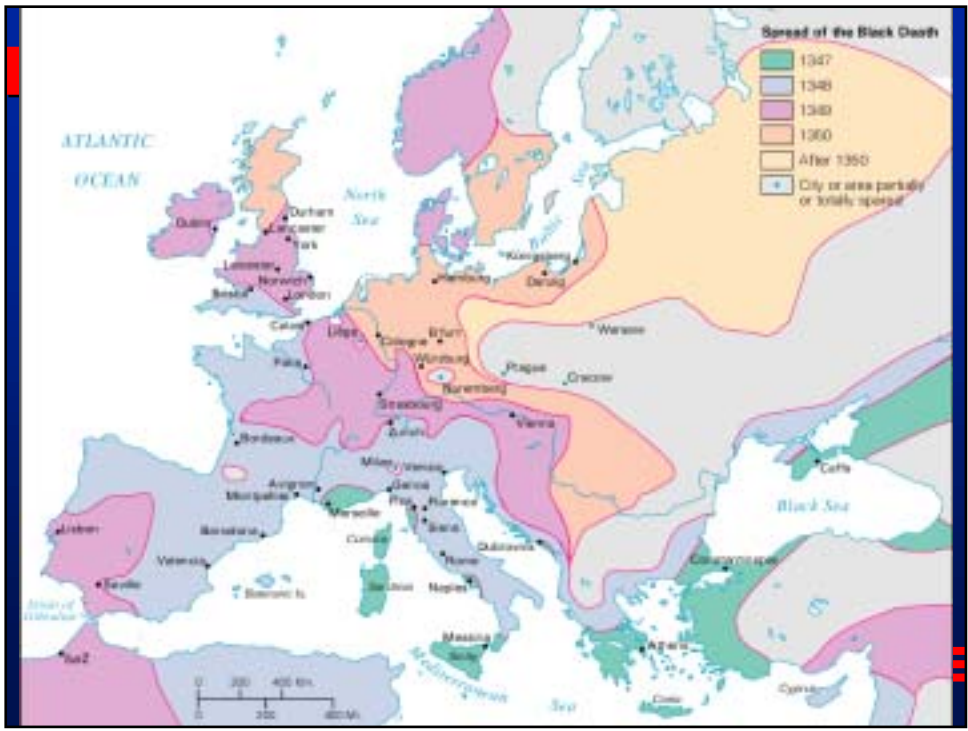 Spread of the Black Death
1347
1348
1349
1350
After 1350
City or area partially
or totally spared
ATLANTIC
OCEAN
North
Sea
Baltic
Sea
Dublin
Durham
Lancaster
York
Leicester
Norwich
Bristol
London
Calais
Königsberg
Danzig
Hamburg
Liège
Cologne
Erfurt
Würzburg
Nuremberg
Warsaw
Prague
Cracow
Paris
Strasbourg
Zurich
Vienna
Bordeaux
Milan
Venice
Avignon
Genoa
Montpellier
Pisa
Florence
Marseille
Siena
Caffa
Black Sea
Lisbon
Barcelona
Corsica
Dubrovnik
Constantinople
Valencia
Rome
Seville
Balearic Is.
Sardinia
Naples
Strait of
Gibraltar
Messina
Sicily
Athens
Mediterranean
Sea
Crete
Cyprus
0 200 400 Km.
0 200 400 Mi.